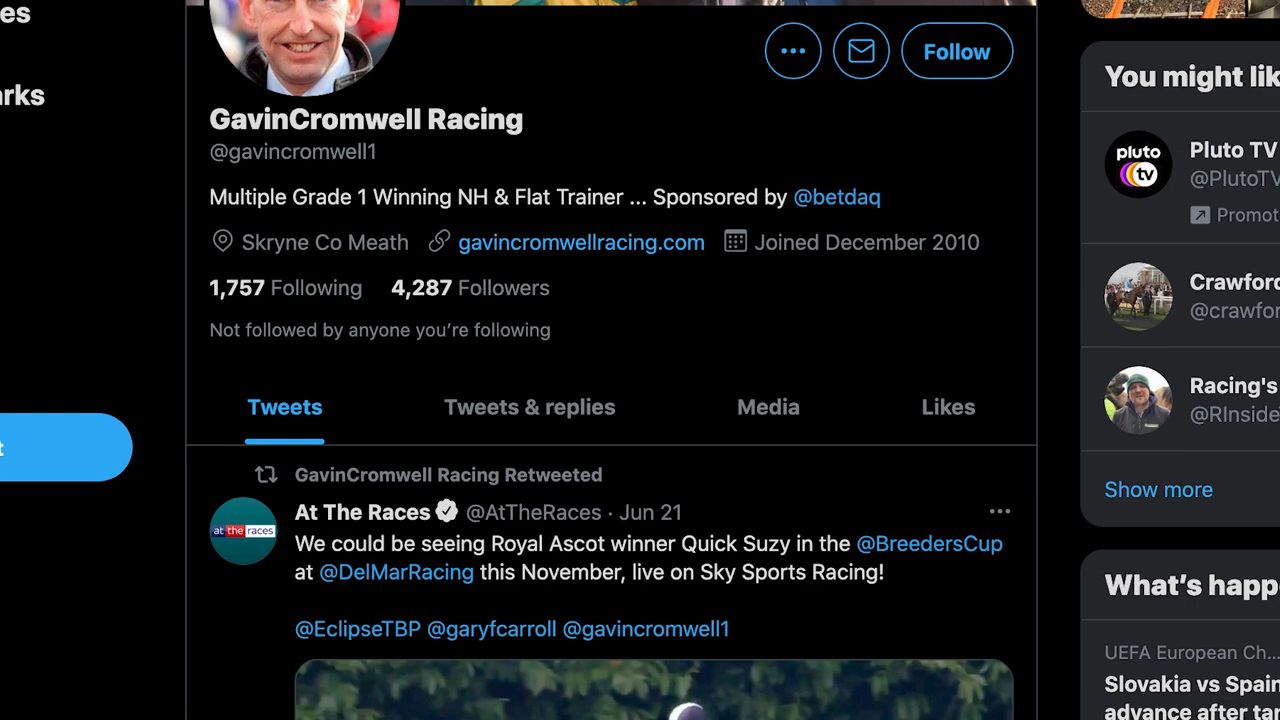 es
arks
t
Follow
GavinCromwell Racing
@gavincromwell1
Multiple Grade 1 Winning NH & Flat Trainer ... Sponsored by @betdaq
Skryne Co Meath gavincromwellracing.com Joined December 2010
1,757 Following 4,287 Followers
Not followed by anyone you’re following
Tweets Tweets & replies Media Likes
GavinCromwell Racing Retweeted
at the races
At The Races @AtTheRaces · Jun 21
We could be seeing Royal Ascot winner Quick Suzy in the @BreedersCup
at @DelMarRacing this November, live on Sky Sports Racing!
@EclipseTBP @garyfcarroll @gavincromwell1
You might lik
pluto tv
Pluto TV
@PlutoTV
Promot
Crawford
@crawfor
Racing's
@RInside
Show more
What’s happ
UEFA European Ch...
Slovakia vs Spain
advance after tan